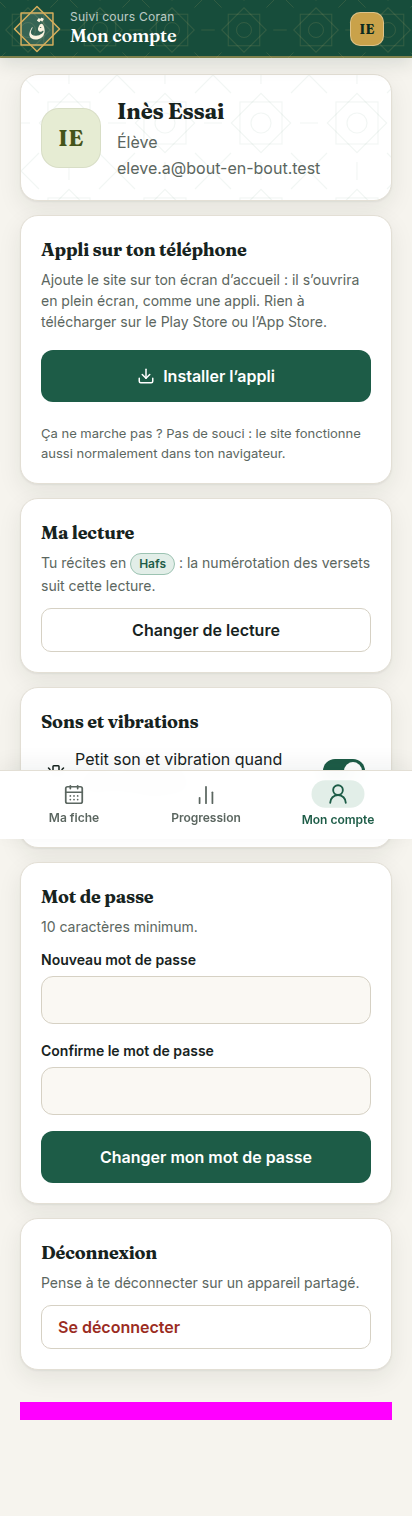 ق
Suivi cours Coran
Mon compte
IE
IE
Inès Essai
Élève
eleve.a@bout-en-bout.test
Appli sur ton téléphone
Ajoute le site sur ton écran d’accueil : il s’ouvrira
en plein écran, comme une appli. Rien à
télécharger sur le Play Store ou l’App Store.
Installer l’appli
Ça ne marche pas ? Pas de souci : le site fonctionne
aussi normalement dans ton navigateur.
Ma lecture
Tu récites en Hafs : la numérotation des versets
suit cette lecture.
Changer de lecture
Sons et vibrations
Petit son et vibration quand
Ma fiche
Progression
Mon compte
Mot de passe
10 caractères minimum.
Nouveau mot de passe
Confirme le mot de passe
Changer mon mot de passe
Déconnexion
Pense à te déconnecter sur un appareil partagé.
Se déconnecter